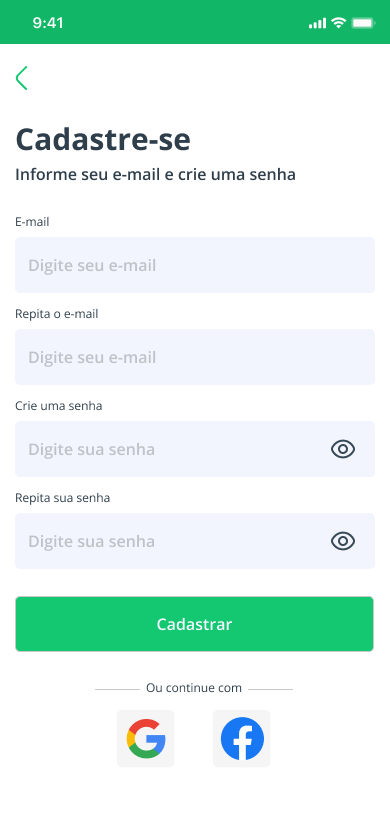 9:41
Cadastre-se
Informe seu e-mail e crie uma senha
E-mail
Digite seu e-mail
Repita o e-mail
Digite seu e-mail
Crie uma senha
Digite sua senha
Repita sua senha
Digite sua senha
Cadastrar
Ou continue com